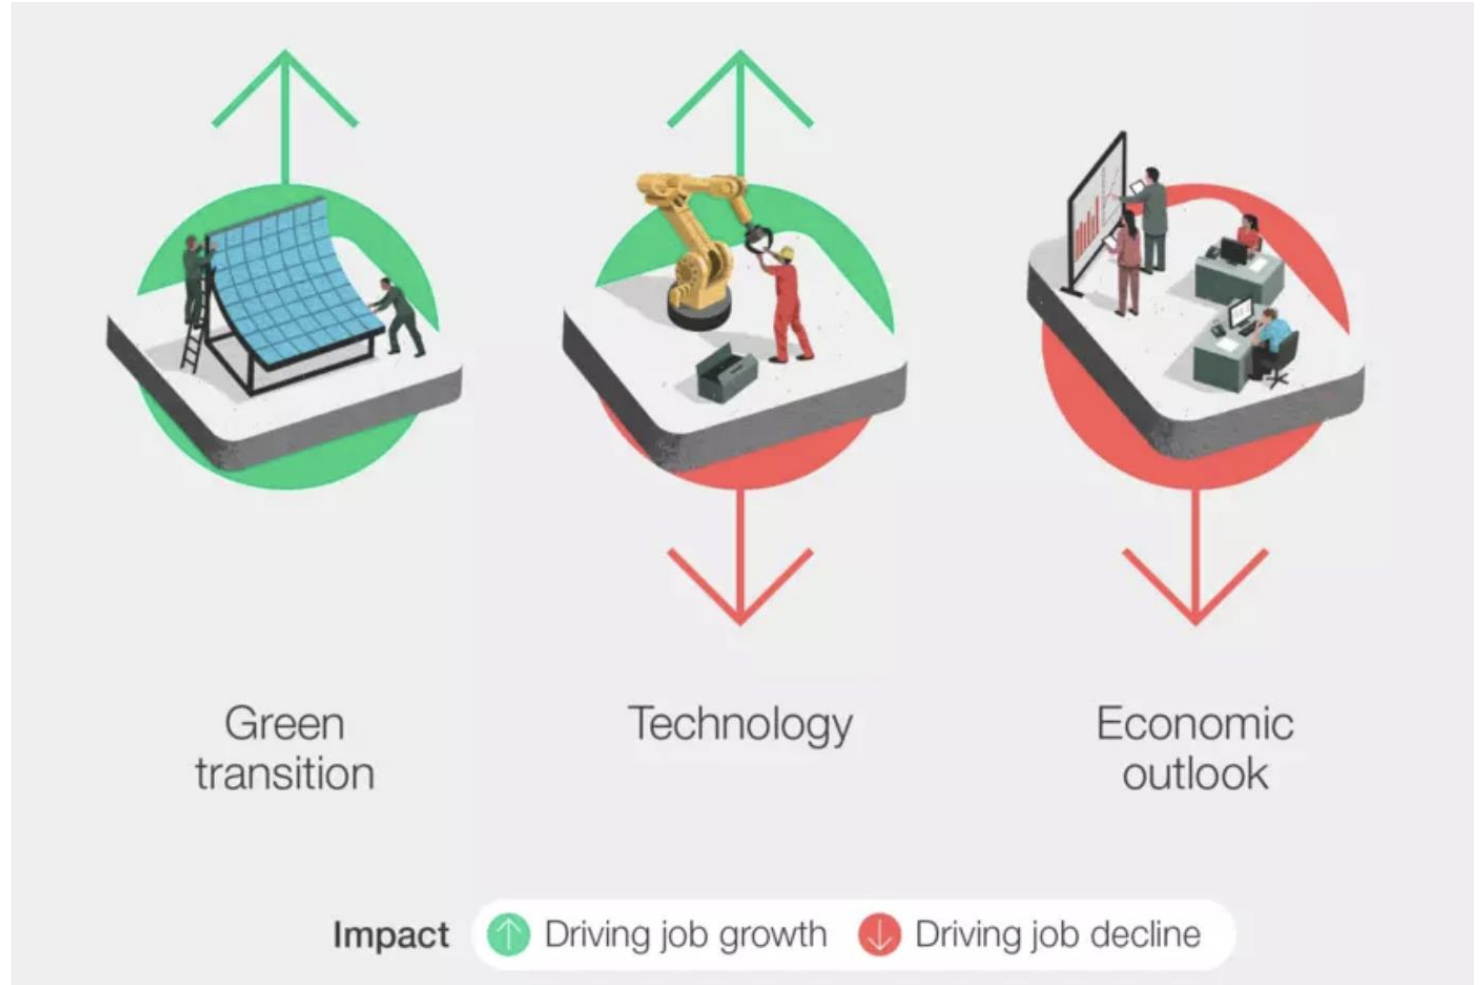 Green
transition
Technology
Economic
outlook
Impact
Driving job growth
Driving job decline